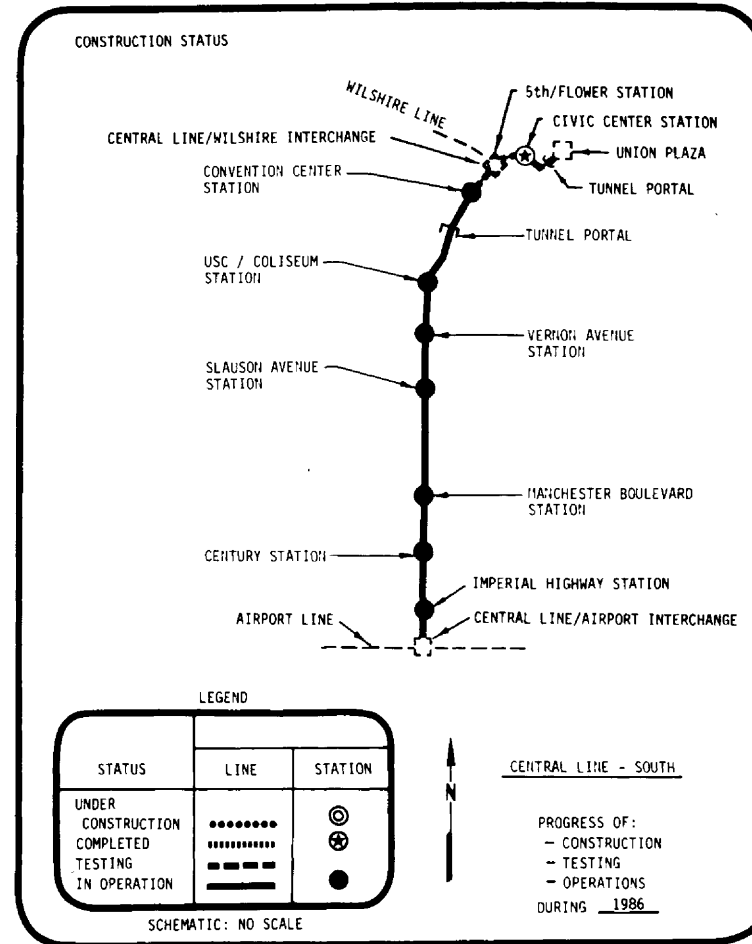 CONSTRUCTION STATUS
WILSHIRE LINE
5th/FLOWER STATION
CIVIC CENTER STATION
CENTRAL LINE/WILSHIRE INTERCHANGE
UNION PLAZA
CONVENTION CENTER
STATION
TUNNEL PORTAL
TUNNEL PORTAL
USC / COLISEUM
STATION
VERNON AVENUE
STATION
SLAUSON AVENUE
STATION
MANCHESTER BOULEVARD
STATION
CENTURY STATION
IMPERIAL HIGHWAY STATION
AIRPORT LINE
CENTRAL LINE/AIRPORT INTERCHANGE
LEGEND
STATUS LINE STATION
UNDER
CONSTRUCTION
COMPLETED
TESTING
IN OPERATION
SCHEMATIC: NO SCALE
N
CENTRAL LINE - SOUTH
PROGRESS OF:
- CONSTRUCTION
- TESTING
- OPERATIONS
DURING 1986